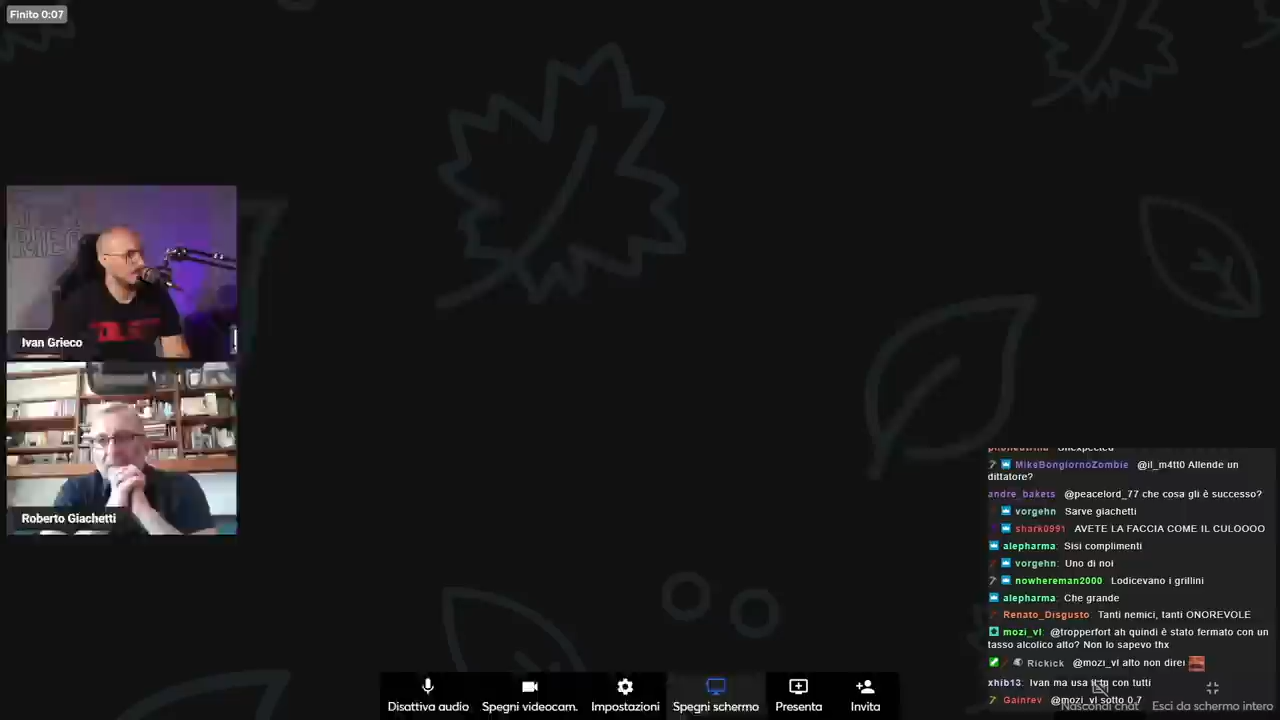 Finito 0:07
Ivan Grieco
Roberto Giachetti
MikeBongiornoZombie @il_m4tt0 Allende un
dittatore?
andre_bakets @peacelord_77 che cosa gli è successo?
vorgehn: Sarve giachetti
shark0991 AVETE LA FACCIA COME IL CULOOOO
alepharma: Sisi complimenti
vorgehn: Uno di noi
nowhereman2000 Lodicevano i grillini
alepharma: Che grande
Renato_Disgusto: Tanti nemici, tanti ONOREVOLE
mozi_vl: @tropperfort ah quindi è stato fermato con un
tasso alcolico alto? Non lo sapevo thx
Rickick @mozi_vl alto non direi
xhib13: Ivan ma usa il tu con tutti
Gainrev: @mozi_vl sotto 0.7
Nascondi chat
Esci da schermo intero
Disattiva audio
Spegni videocam.
Impostazioni
Spegni schermo
Presenta
Invita